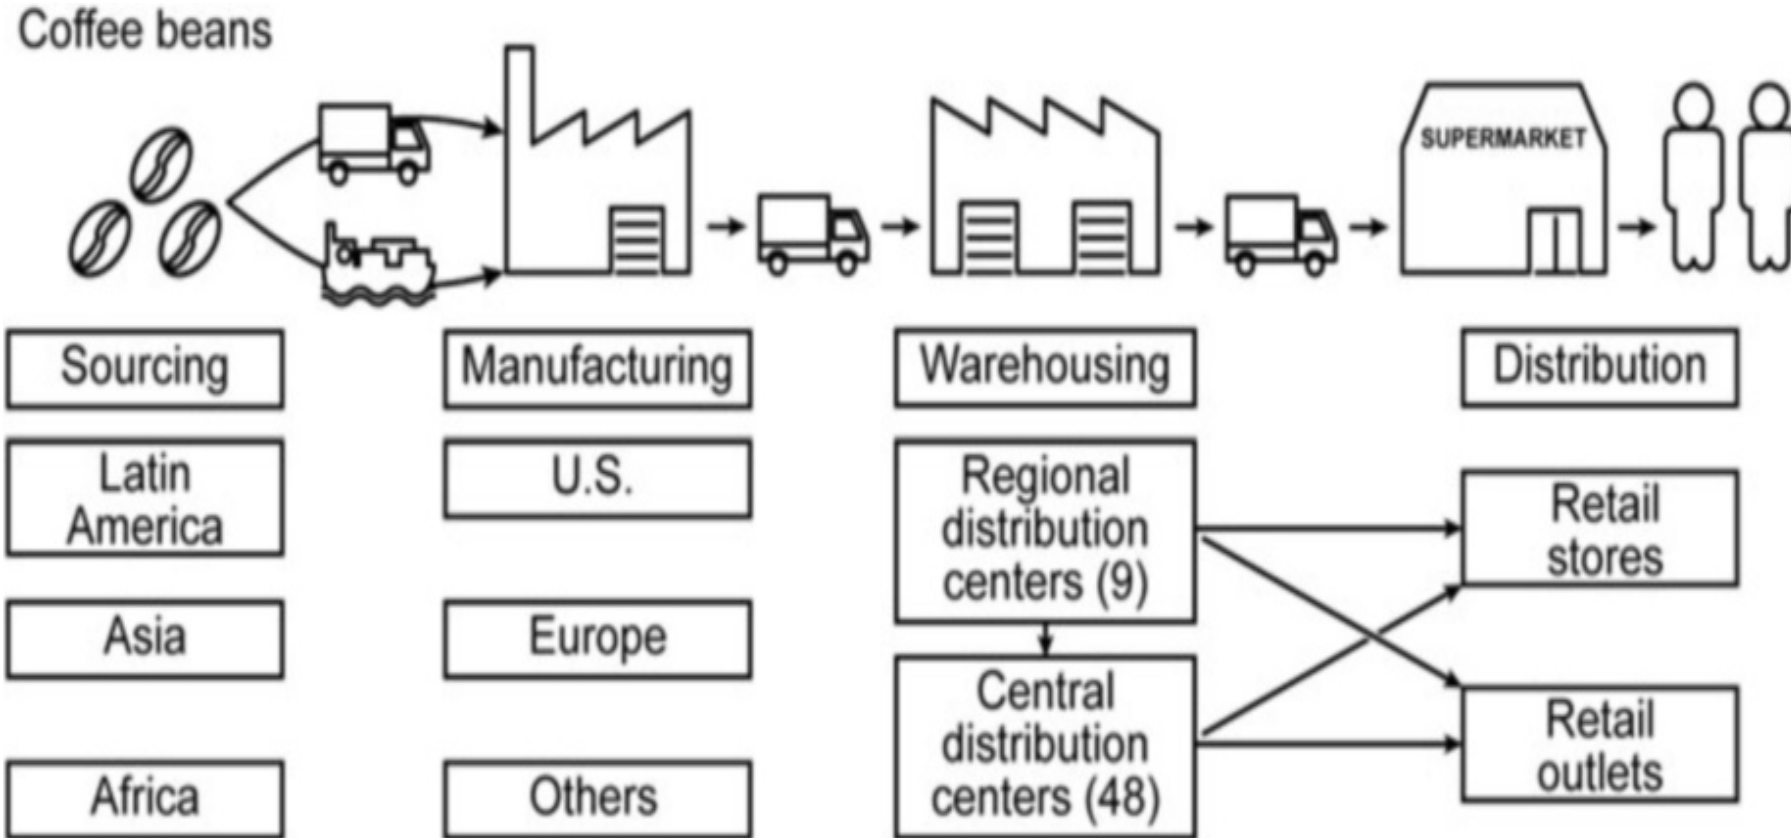 Coffee beans
SUPERMARKET
Sourcing
Manufacturing
Warehousing
Distribution
Latin
America
Asia
Africa
U.S.
Europe
Others
Regional
distribution
centers (9)
Central
distribution
centers (48)
Retail
stores
Retail
outlets